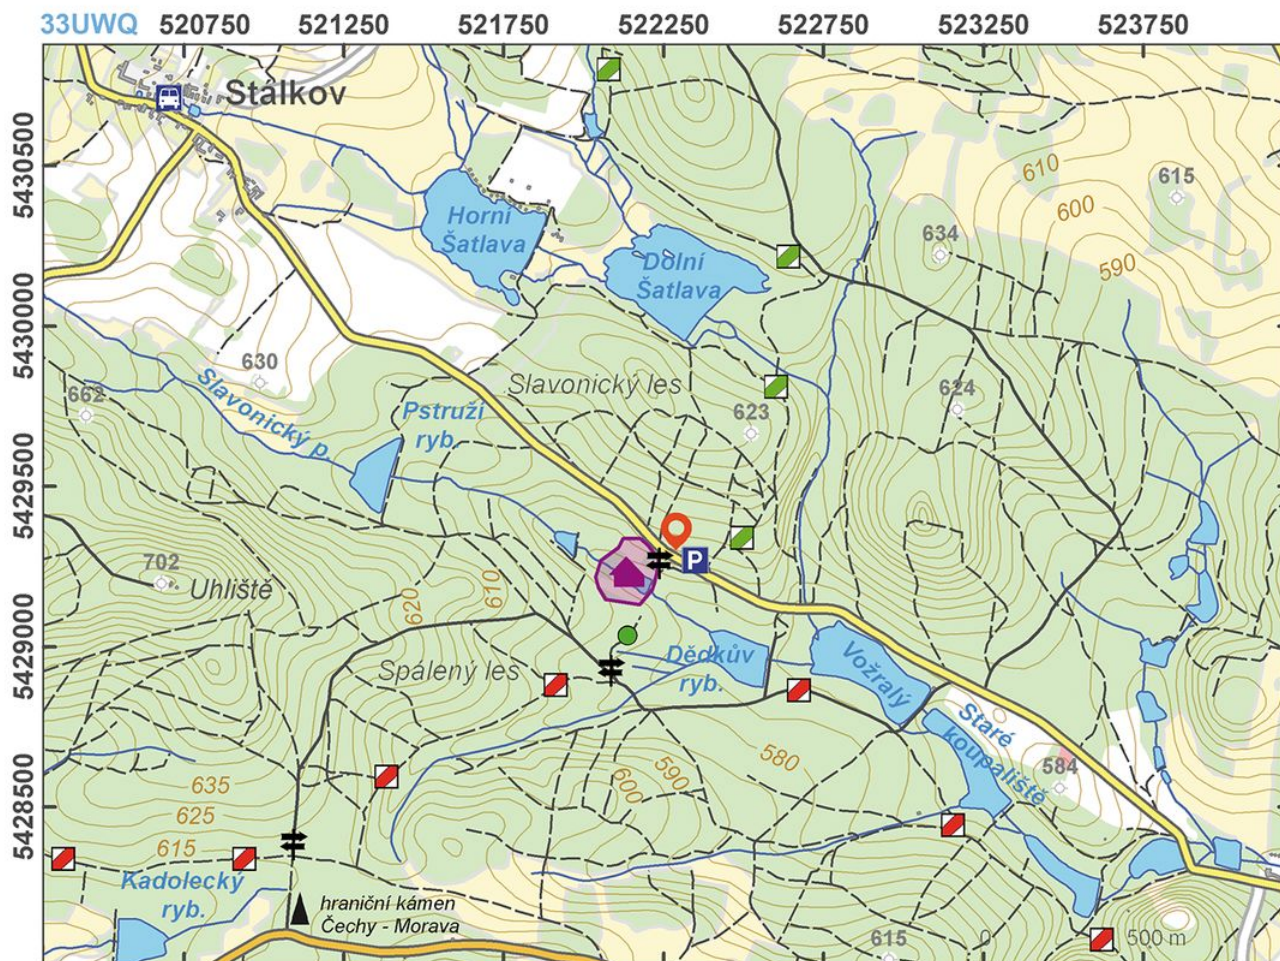 33UWQ
520750
521250
521750
522250
522750
523250
523750
5430500
5430000
5429500
5429000
5428500
Stálkov
610
615
600
634
590
Horní
Šatlava
Dolní
Šatlava
630
662
Slavonický p.
Pstruží
ryb.
Slavonický les
623
624
P
702
Uhliště
620
610
Spálený les
Dědkův
ryb.
Vožralý
Staré
koupaliště
584
580
590
600
635
625
615
Kadolecký
ryb.
hraniční kámen
Čechy - Morava
615
0
500 m